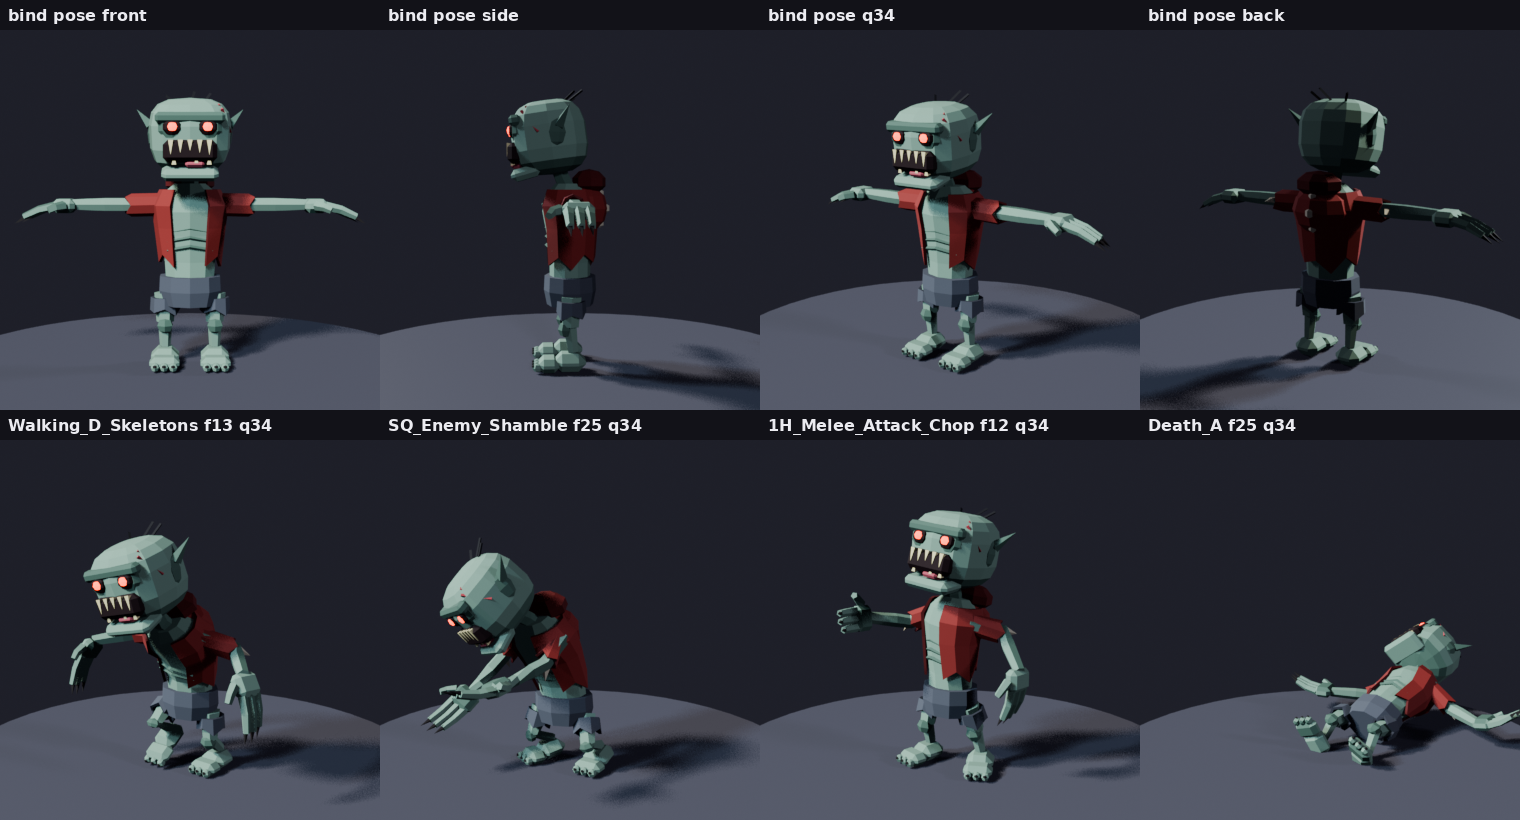 bind pose front
bind pose side
bind pose q34
bind pose back
Walking_D_Skeletons f13 q34
SQ_Enemy_Shamble f25 q34
1H_Melee_Attack_Chop f12 q34
Death_A f25 q34